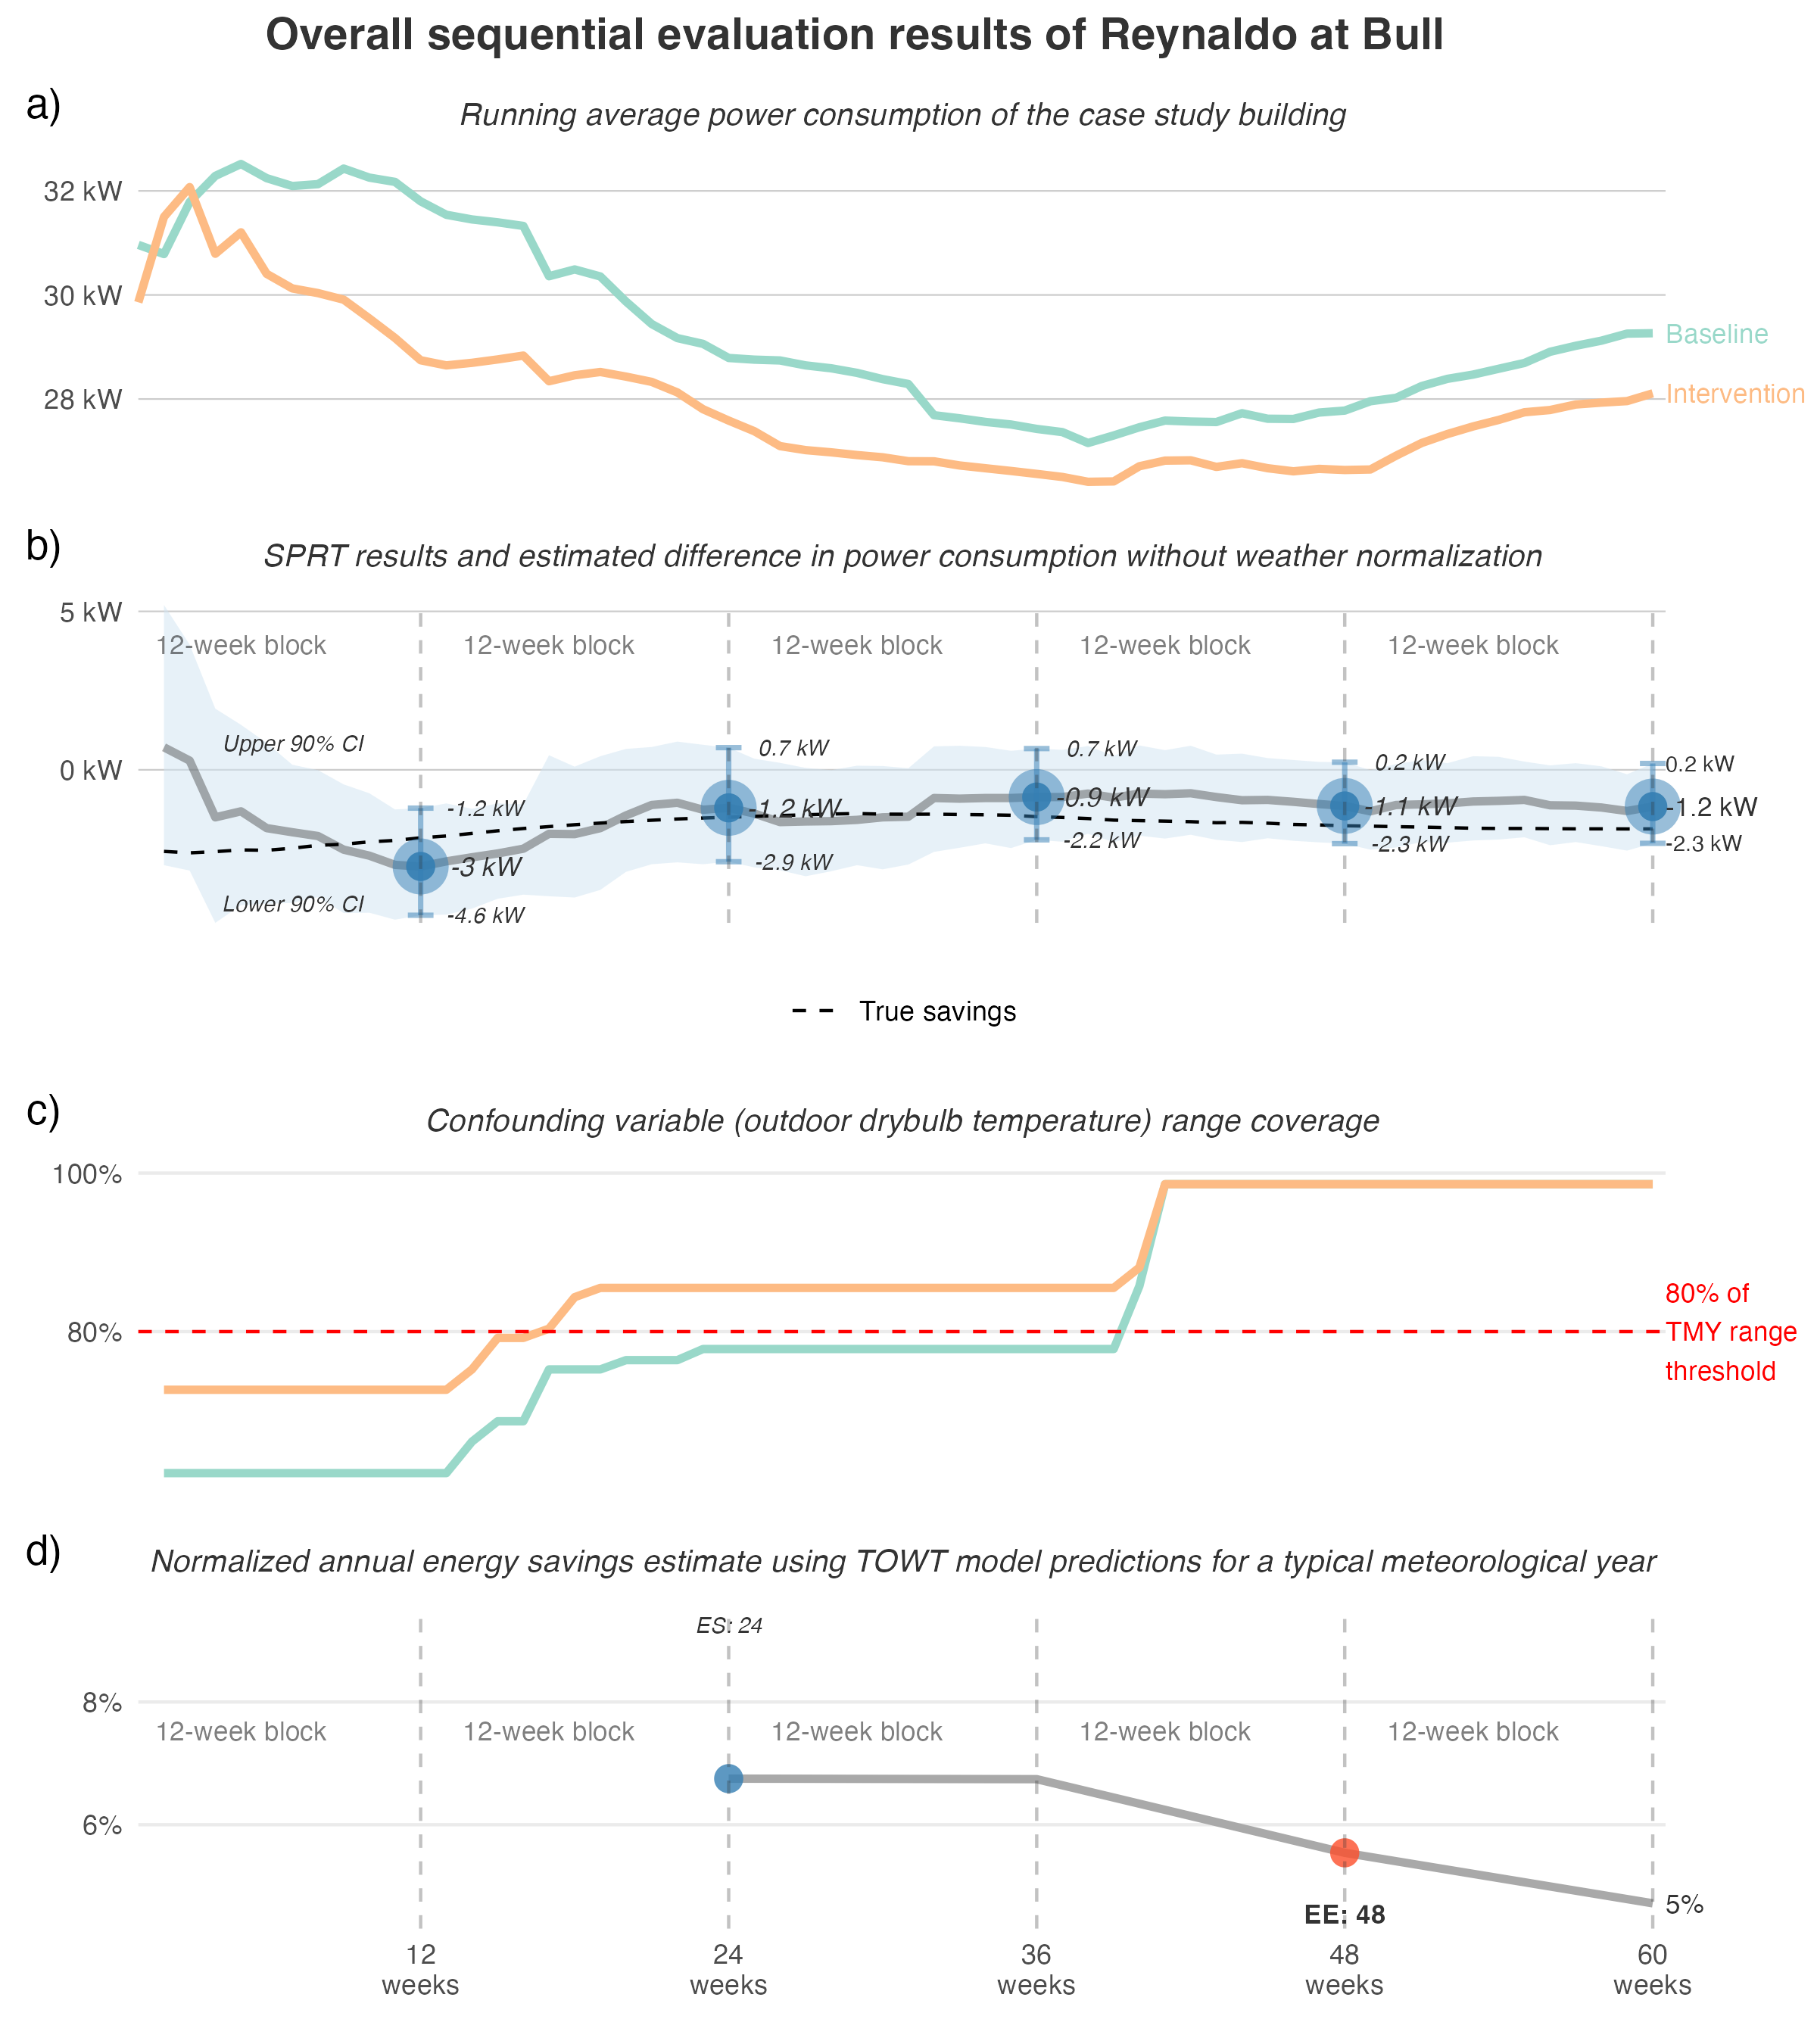 Overall sequential evaluation results of Reynaldo at Bull
a)
Running average power consumption of the case study building
32 kW
30 kW
28 kW
Baseline
Intervention
b)
SPRT results and estimated difference in power consumption without weather normalization
5 kW
0 kW
12-week block
12-week block
12-week block
12-week block
12-week block
Upper 90% CI
Lower 90% CI
-1.2 kW
-3 kW
-4.6 kW
0.7 kW
-1.2 kW
-2.9 kW
0.7 kW
-0.9 kW
-2.2 kW
0.2 kW
-1.1 kW
-2.3 kW
0.2 kW
-1.2 kW
-2.3 kW
True savings
c)
Confounding variable (outdoor drybulb temperature) range coverage
100%
80%
80% of
TMY range
threshold
d)
Normalized annual energy savings estimate using TOWT model predictions for a typical meteorological year
ES: 24
8%
6%
12-week block
12-week block
12-week block
12-week block
12-week block
EE: 48
5%
12
weeks
24
weeks
36
weeks
48
weeks
60
weeks